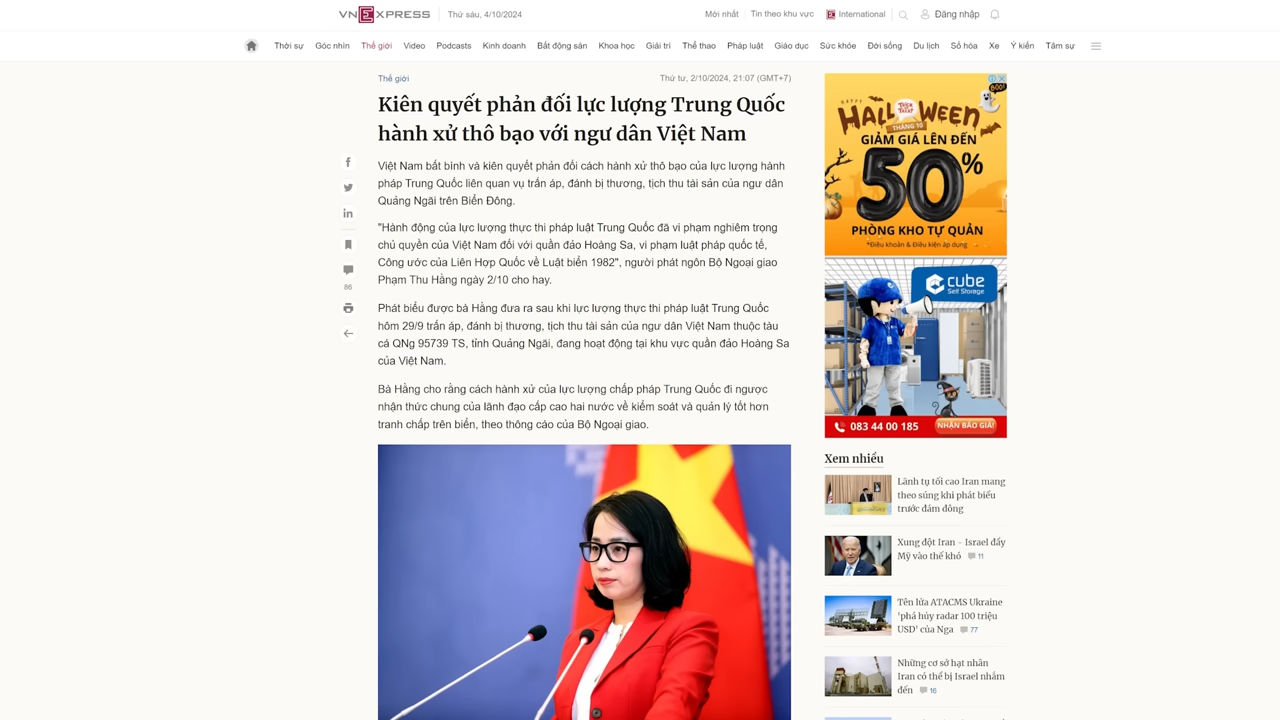 VNEXPRESS
Thứ sáu, 4/10/2024
Mới nhất
Tin theo khu vực
E International
Đăng nhập
Thời sự Góc nhìn Thế giới Video Podcasts Kinh doanh Bất động sản Khoa học Giải trí Thể thao Pháp luật Giáo dục Sức khỏe Đời sống Du lịch Số hóa Xe Ý kiến Tâm sự
Thế giới
Thứ tư, 2/10/2024, 21:07 (GMT+7)
Kiên quyết phản đối lực lượng Trung Quốc
hành xử thô bạo với ngư dân Việt Nam
Việt Nam bất bình và kiên quyết phản đối cách hành xử thô bạo của lực lượng hành
pháp Trung Quốc liên quan vụ trấn áp, đánh bị thương, tịch thu tài sản của ngư dân
Quảng Ngãi trên Biển Đông.
"Hành động của lực lượng thực thi pháp luật Trung Quốc đã vi phạm nghiêm trọng
chủ quyền của Việt Nam đối với quần đảo Hoàng Sa, vi phạm luật pháp quốc tế,
Công ước của Liên Hợp Quốc về Luật biển 1982", người phát ngôn Bộ Ngoại giao
Phạm Thu Hằng ngày 2/10 cho hay.
Phát biểu được bà Hằng đưa ra sau khi lực lượng thực thi pháp luật Trung Quốc
hôm 29/9 trấn áp, đánh bị thương, tịch thu tài sản của ngư dân Việt Nam thuộc tàu
cá QNg 95739 TS, tỉnh Quảng Ngãi, đang hoạt động tại khu vực quần đảo Hoàng Sa
của Việt Nam.
Bà Hằng cho rằng cách hành xử của lực lượng chấp pháp Trung Quốc đi ngược
nhận thức chung của lãnh đạo cấp cao hai nước về kiểm soát và quản lý tốt hơn
tranh chấp trên biển, theo thông cáo của Bộ Ngoại giao.
86
HAPPY
TRICK OR TREAT
BOO!
HALLOWEEN
THÁNG 10
GIẢM GIÁ LÊN ĐẾN
50%
PHÒNG KHO TỰ QUẢN
*Điều khoản & Điều kiện áp dụng
cube
Self Storage
083 44 00 185
NHẬN BÁO GIÁ!
Xem nhiều
Lãnh tụ tối cao Iran mang
theo súng khi phát biểu
trước đám đông
Xung đột Iran - Israel đẩy
Mỹ vào thế khó 11
Tên lửa ATACMS Ukraine
'phá hủy radar 100 triệu
USD' của Nga 77
Những cơ sở hạt nhân
Iran có thể bị Israel nhắm
đến 16